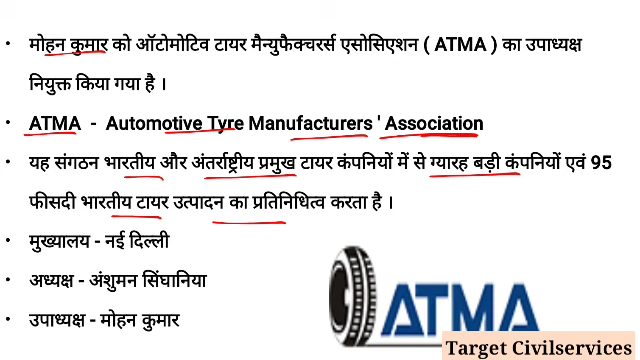 • मोहन कुमार को ऑटोमोटिव टायर मैन्युफैक्चरर्स एसोसिएशन ( ATMA ) का उपाध्यक्ष
नियुक्त किया गया है ।
• ATMA - Automotive Tyre Manufacturers ' Association
• यह संगठन भारतीय और अंतर्राष्ट्रीय प्रमुख टायर कंपनियों में से ग्यारह बड़ी कंपनियों एवं 95
फीसदी भारतीय टायर उत्पादन का प्रतिनिधित्व करता है ।
• मुख्यालय - नई दिल्ली
• अध्यक्ष - अंशुमन सिंघानिया
• उपाध्यक्ष - मोहन कुमार
ATMA
Target Civilservices